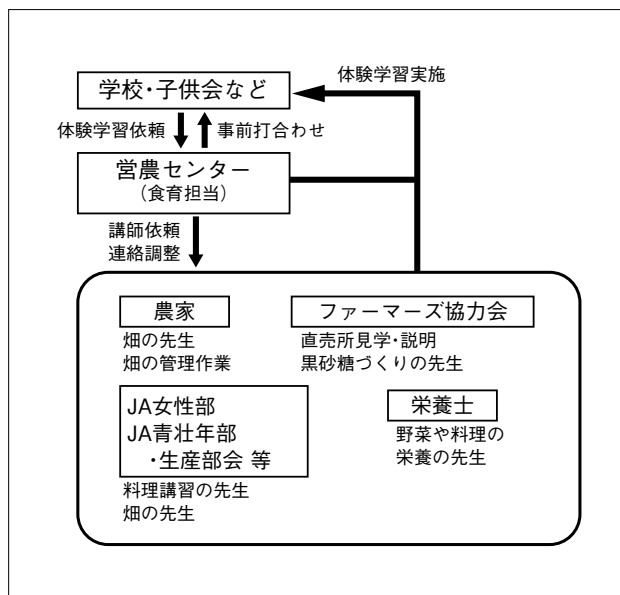 体験学習実施
学校・子供会など
体験学習依頼
事前打合わせ
営農センター
（食育担当）
講師依頼
連絡調整
農家
畑の先生
畑の管理作業
ファーマーズ協力会
直売所見学・説明
黒砂糖づくりの先生
JA女性部
JA青壮年部
・生産部会 等
料理講習の先生
畑の先生
栄養士
野菜や料理の
栄養の先生